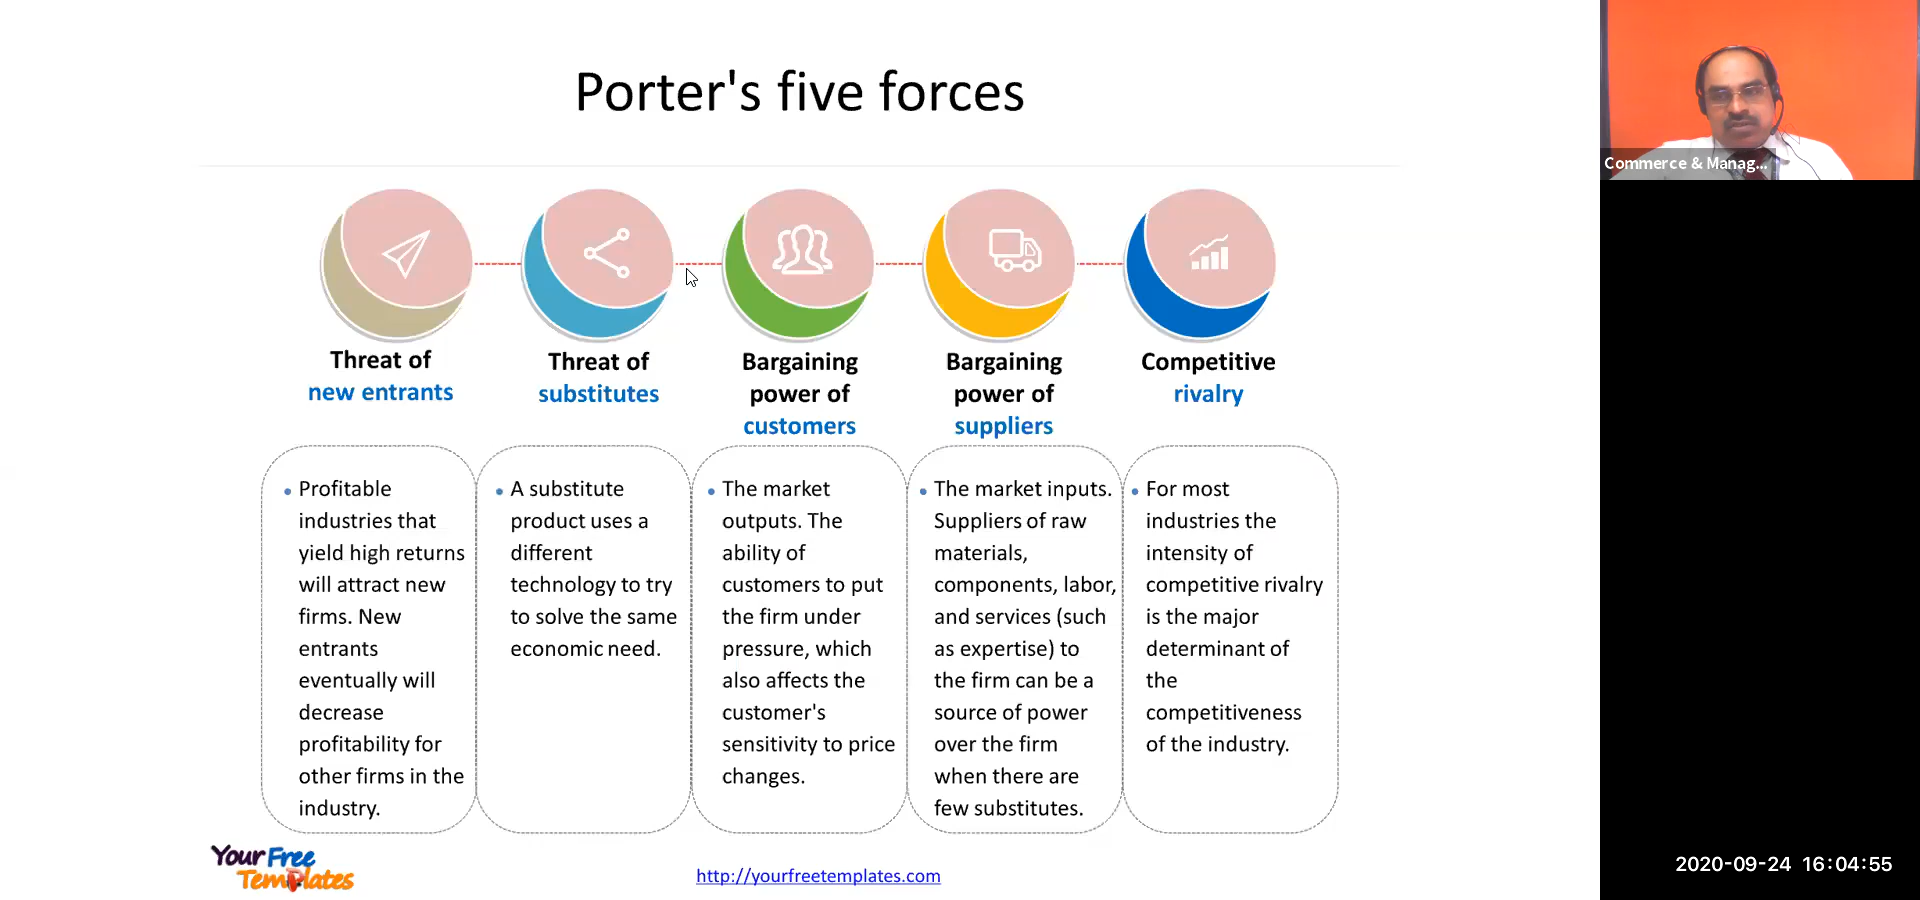 Porter's five forces
Threat of
new entrants
Threat of
substitutes
Bargaining
power of
customers
Bargaining
power of
suppliers
Competitive
rivalry
• Profitable
industries that
yield high returns
will attract new
firms. New
entrants
eventually will
decrease
profitability for
other firms in the
industry.
• A substitute
product uses a
different
technology to try
to solve the same
economic need.
• The market
outputs. The
ability of
customers to put
the firm under
pressure, which
also affects the
customer's
sensitivity to price
changes.
• The market inputs.
Suppliers of raw
materials,
components, labor,
and services (such
as expertise) to
the firm can be a
source of power
over the firm
when there are
few substitutes.
• For most
industries the
intensity of
competitive rivalry
is the major
determinant of
the
competitiveness
of the industry.
Your Free
Templates
http://yourfreetemplates.com
Commerce & Manag...
2020-09-24 16:04:55